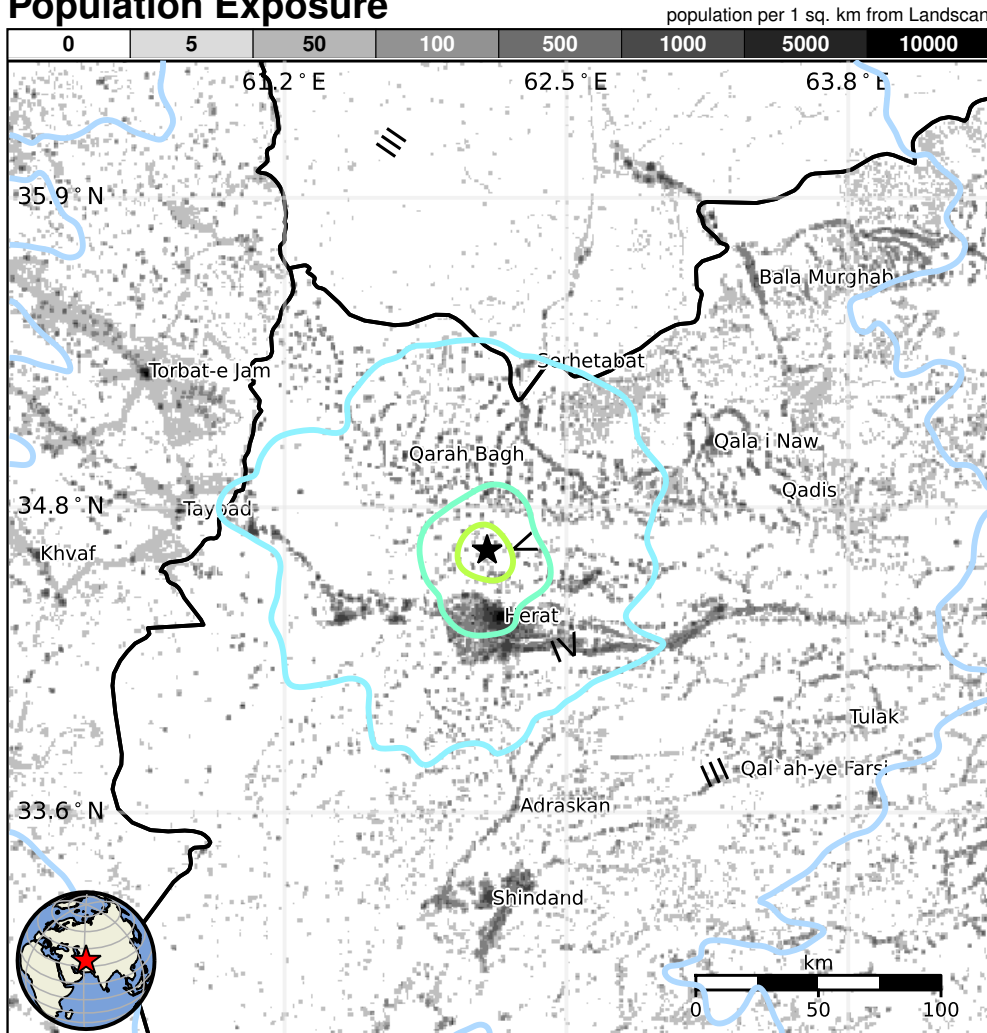 Population Exposure
population per 1 sq. km from Landscan
0 5 50 100 500 1000 5000 10000
61.2°E 62.5°E 63.8°E
III
35.9°N
Bala Murghab
Serhetabat
Torbat-e Jam
Qala i Naw
Qarah Bagh
Qadis
34.8°N
Taybad
V
Khvaf
Herat
IV
Tulak
III
Qal`ah-ye Farsi
Adraskan
33.6°N
Shindand
km
0 50 100